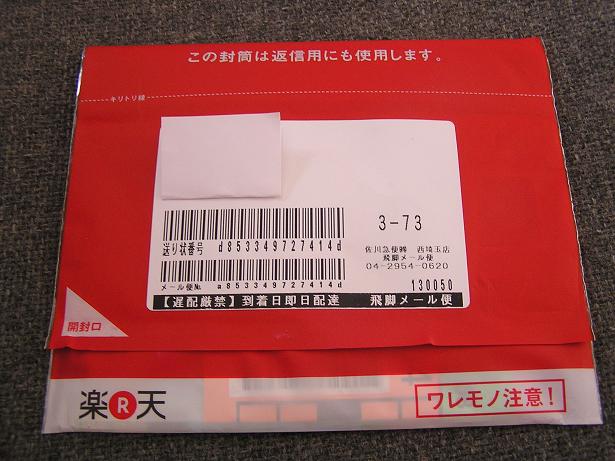 この封筒は返信用にも使用します。
キリトリ線
3-73
送り状番号 d853349727414d
佐川急便㈱ 西埼玉店
飛脚メール便
04-2954-0620
メール便№ a853349727414d
130050
【遅配厳禁】到着日即日配達 飛脚メール便
開封口
楽R天
ワレモノ注意!